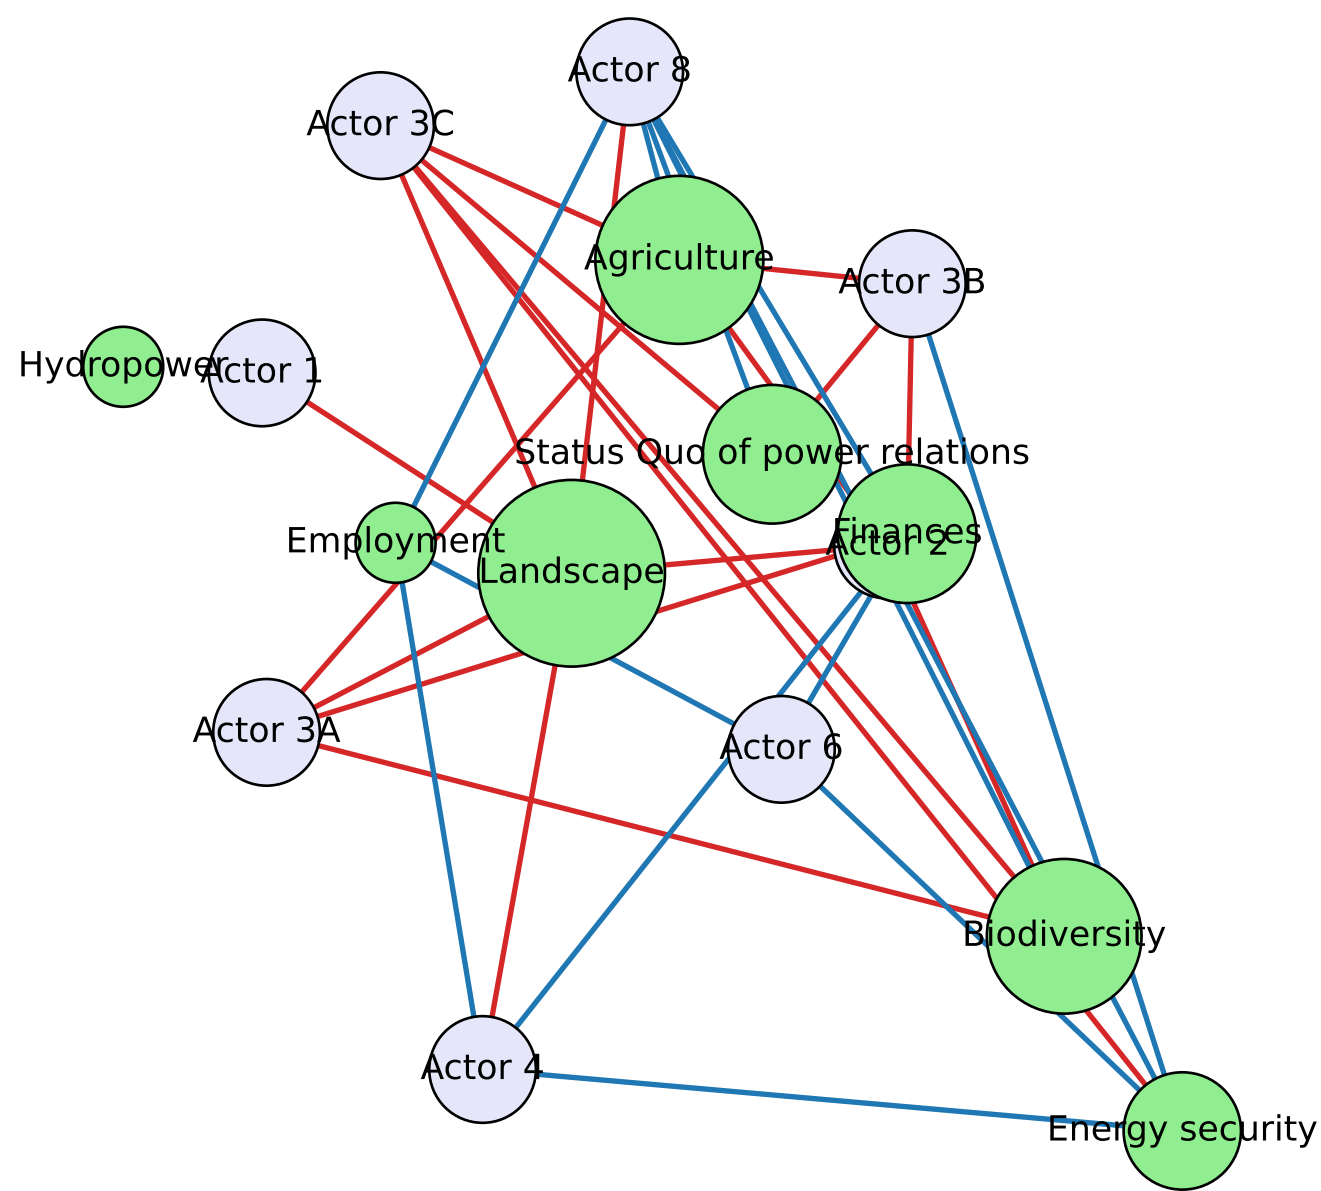 Actor 8
Actor 3C
Agriculture
Actor 3B
Hydropower
Actor 1
Status Quo of power relations
Finances
Actor 2
Employment
Landscape
Actor 3A
Actor 6
Biodiversity
Actor 4
Energy security